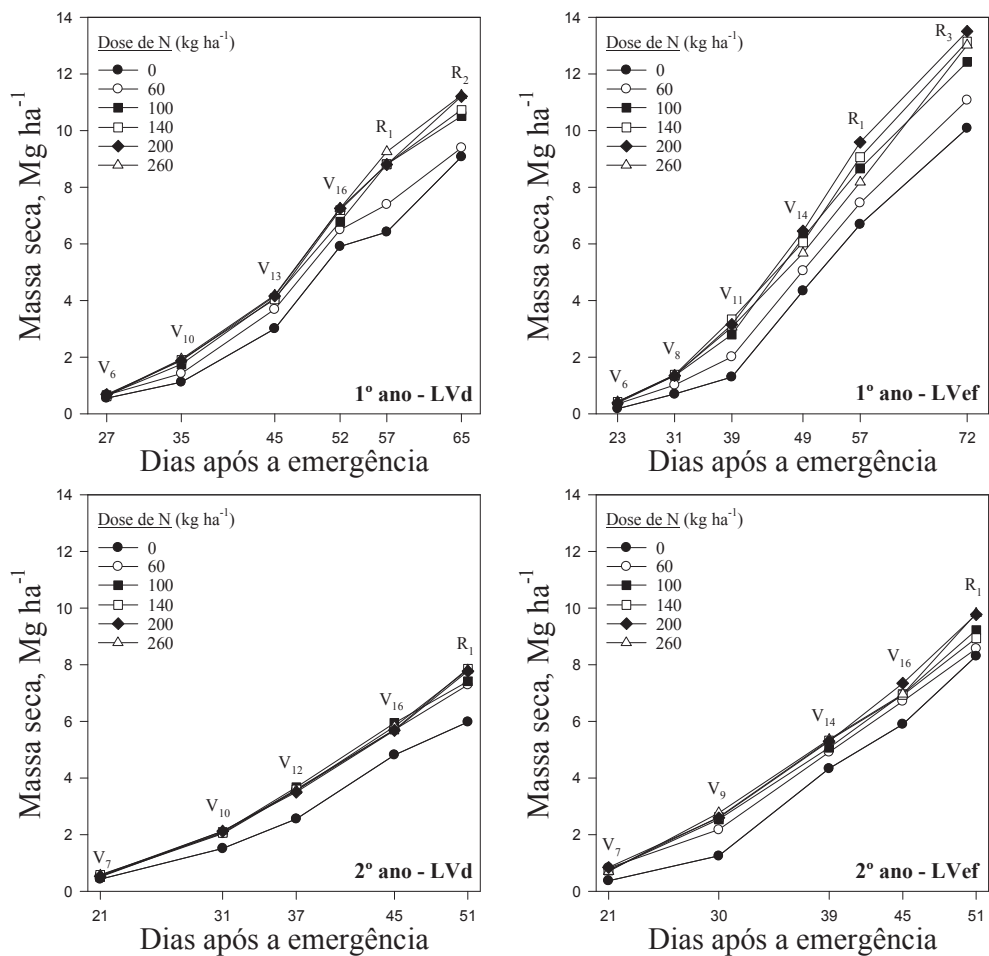 14
12
10
8
6
4
2
0
Massa seca, Mg ha⁻¹
Dose de N (kg ha⁻¹)
0
60
100
140
200
260
V₆
V₁₀
V₁₃
V₁₆
R₁
R₂
1º ano - LVd
27 35 45 52 57 65
Dias após a emergência
14
12
10
8
6
4
2
0
Massa seca, Mg ha⁻¹
Dose de N (kg ha⁻¹)
0
60
100
140
200
260
V₆
V₈
V₁₁
V₁₄
R₁
R₃
1º ano - LVef
23 31 39 49 57 72
Dias após a emergência
14
12
10
8
6
4
2
0
Massa seca, Mg ha⁻¹
Dose de N (kg ha⁻¹)
0
60
100
140
200
260
V₇
V₁₀
V₁₂
V₁₆
R₁
2º ano - LVd
21 31 37 45 51
Dias após a emergência
14
12
10
8
6
4
2
0
Massa seca, Mg ha⁻¹
Dose de N (kg ha⁻¹)
0
60
100
140
200
260
V₇
V₉
V₁₄
V₁₆
R₁
2º ano - LVef
21 30 39 45 51
Dias após a emergência